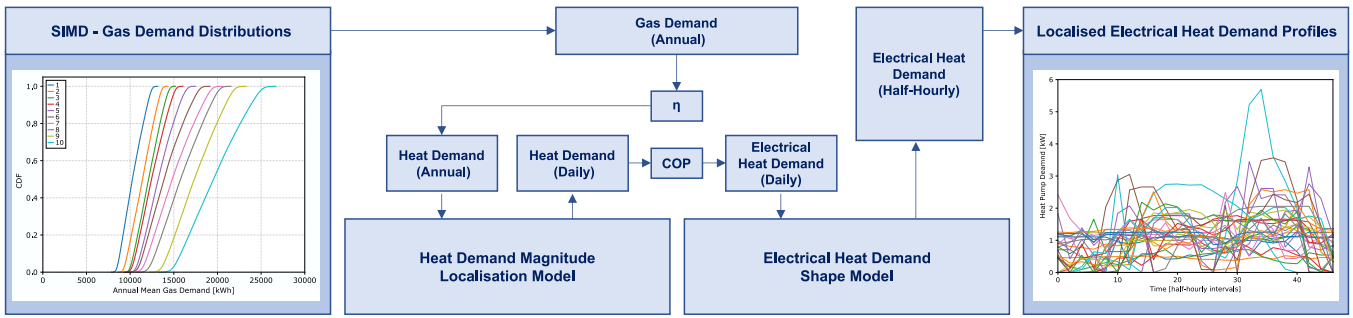 SIMD - Gas Demand Distributions
1.0
0.8
0.6
0.4
0.2
0.0
CDF
1
2
3
4
5
6
7
8
9
10
0
5000
10000
15000
20000
25000
30000
Annual Mean Gas Demand [kWh]
Gas Demand
(Annual)
η
Heat Demand
(Annual)
Heat Demand
(Daily)
COP
Electrical
Heat Demand
(Daily)
Heat Demand Magnitude
Localisation Model
Electrical Heat Demand
Shape Model
Electrical Heat
Demand
(Half-Hourly)
Localised Electrical Heat Demand Profiles
6
5
4
3
2
1
0
Heat Pump Deamnd [kW]
0
10
20
30
40
Time [half-hourly intervals]